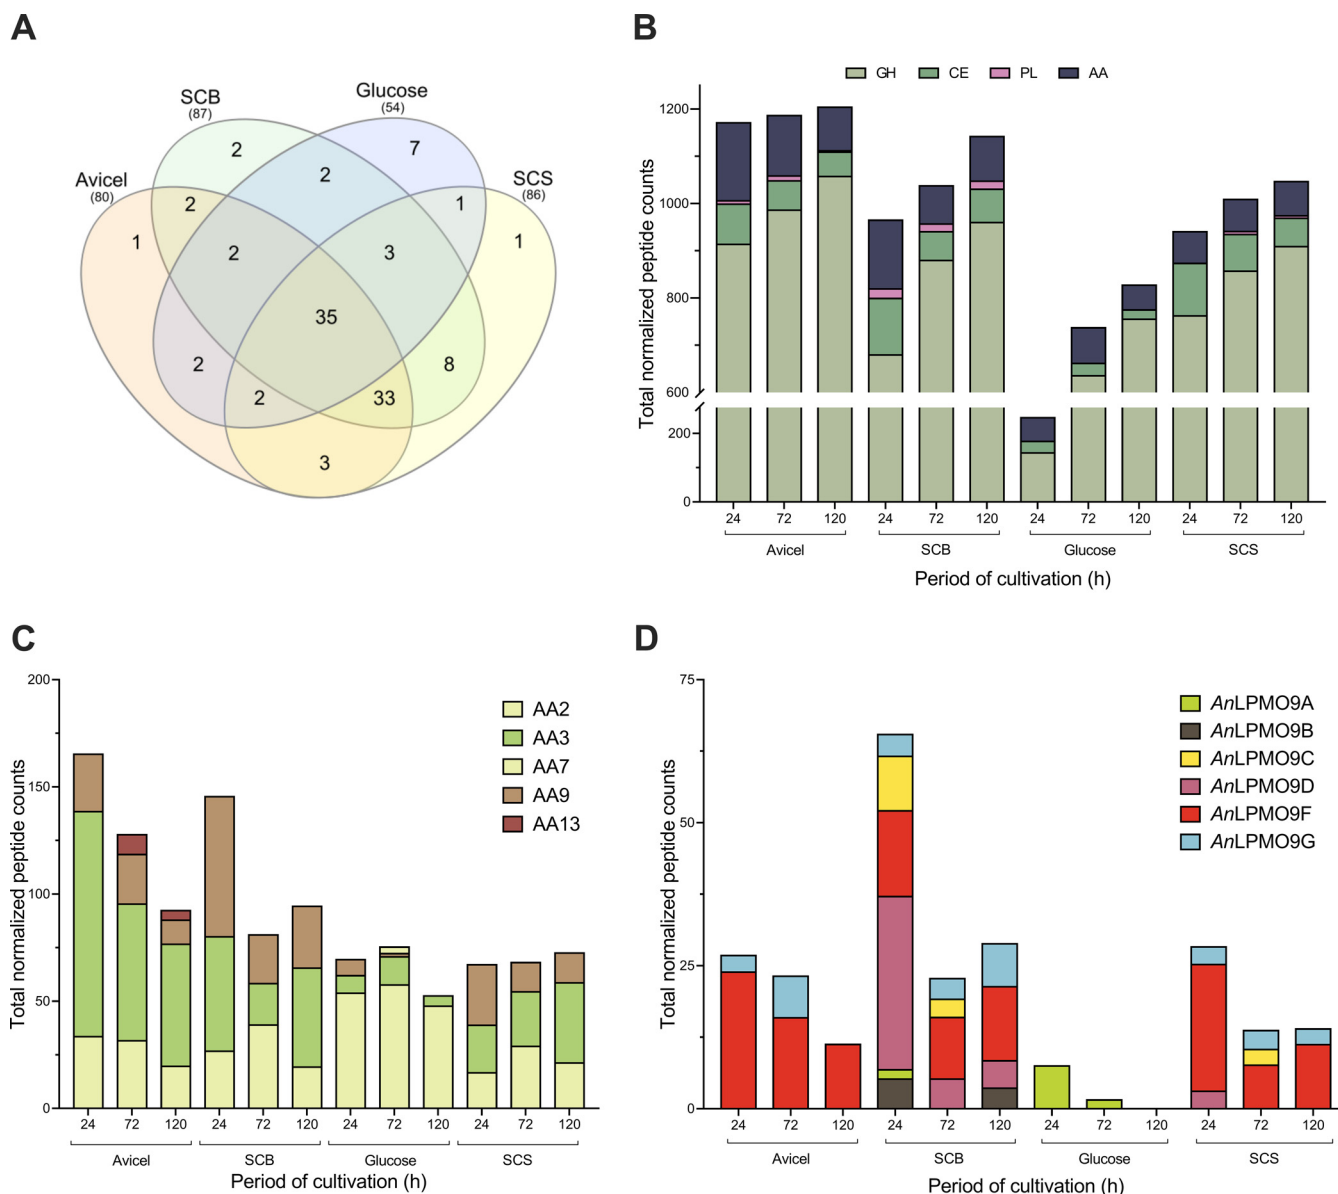 A
SCB
(87)
Glucose
(54)
Avicel
(80)
SCS
(86)
2
7
2
2
1
1
1
2
3
35
2
8
2
33
3
B
GH CE PL AA
Total normalized peptide counts
1200
1000
800
600
200
0
24 72 120 24 72 120 24 72 120 24 72 120
Avicel SCB Glucose SCS
Period of cultivation (h)
C
Total normalized peptide counts
200
150
100
50
0
AA2
AA3
AA7
AA9
AA13
24 72 120 24 72 120 24 72 120 24 72 120
Avicel SCB Glucose SCS
Period of cultivation (h)
D
Total normalized peptide counts
75
50
25
0
AnLPMO9A
AnLPMO9B
AnLPMO9C
AnLPMO9D
AnLPMO9F
AnLPMO9G
24 72 120 24 72 120 24 72 120 24 72 120
Avicel SCB Glucose SCS
Period of cultivation (h)